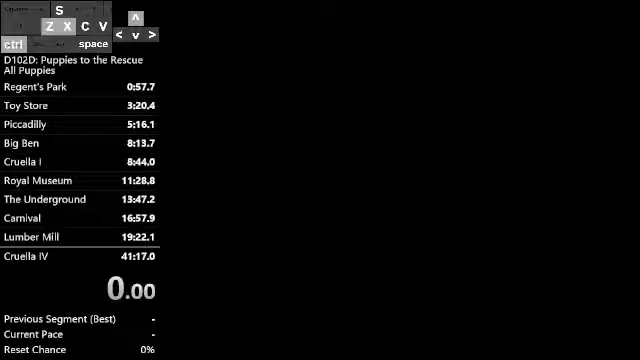 S
Z X C V ^
< v >
ctrl space
D102D: Puppies to the Rescue
All Puppies
Regent's Park 0:57.7
Toy Store 3:20.4
Piccadilly 5:16.1
Big Ben 8:13.7
Cruella I 8:44.0
Royal Museum 11:28.8
The Underground 13:47.2
Carnival 16:57.9
Lumber Mill 19:22.1
Cruella IV 41:17.0
0.00
Previous Segment (Best) -
Current Pace -
Reset Chance 0%